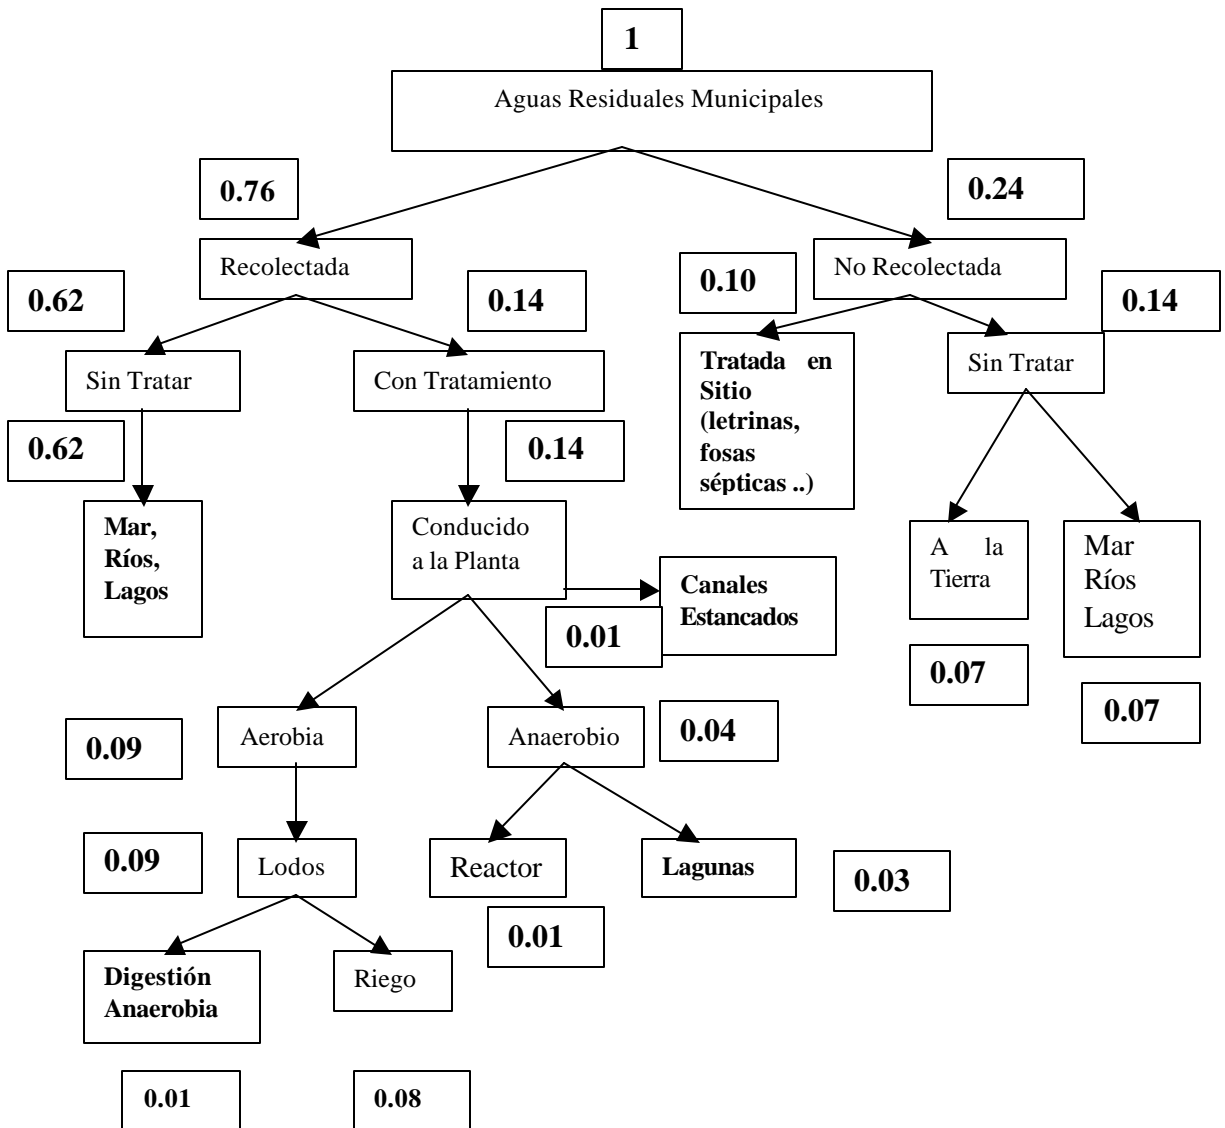 1
Aguas Residuales Municipales
0.76
0.24
Recolectada
No Recolectada
0.62
0.14
0.10
0.14
Sin Tratar
Con Tratamiento
Tratada en
Sitio
(letrinas,
fosas
sépticas ..)
Sin Tratar
0.62
0.14
Mar,
Ríos,
Lagos
Conducido
a la Planta
Canales
Estancados
A la
Tierra
Mar
Ríos
Lagos
0.01
0.07
0.07
0.09
Aerobia
Anaerobio
0.04
0.09
Lodos
Reactor
Lagunas
0.03
0.01
Digestión
Anaerobia
Riego
0.01
0.08